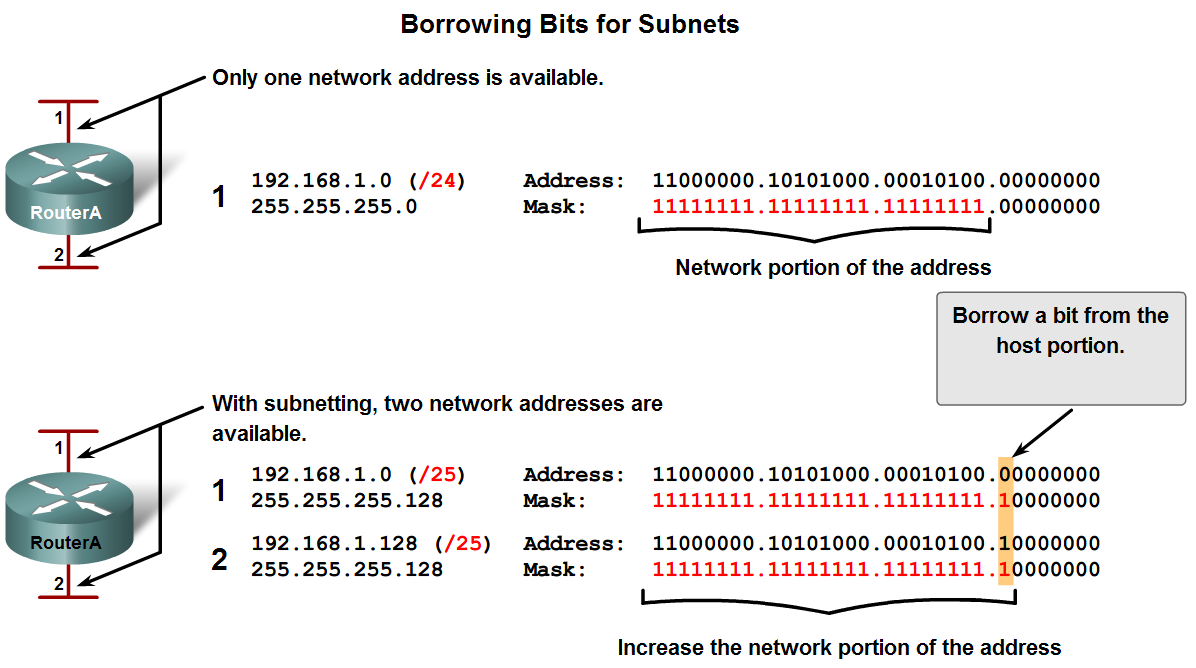 Borrowing Bits for Subnets
Only one network address is available.
1
RouterA
2
1
192.168.1.0 (/24) Address: 11000000.10101000.00010100.00000000
255.255.255.0 Mask: 11111111.11111111.11111111.00000000
Network portion of the address
Borrow a bit from the
host portion.
With subnetting, two network addresses are
available.
1
RouterA
2
1
192.168.1.0 (/25) Address: 11000000.10101000.00010100.00000000
255.255.255.128 Mask: 11111111.11111111.11111111.10000000
2
192.168.1.128 (/25) Address: 11000000.10101000.00010100.10000000
255.255.255.128 Mask: 11111111.11111111.11111111.10000000
Increase the network portion of the address